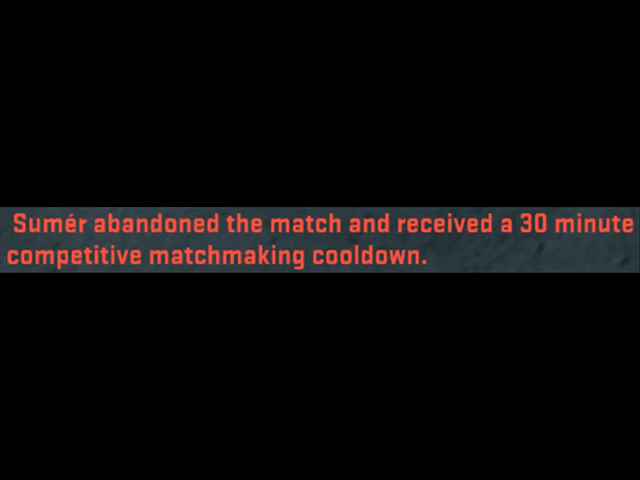 Sumér abandoned the match and received a 30 minute
competitive matchmaking cooldown.